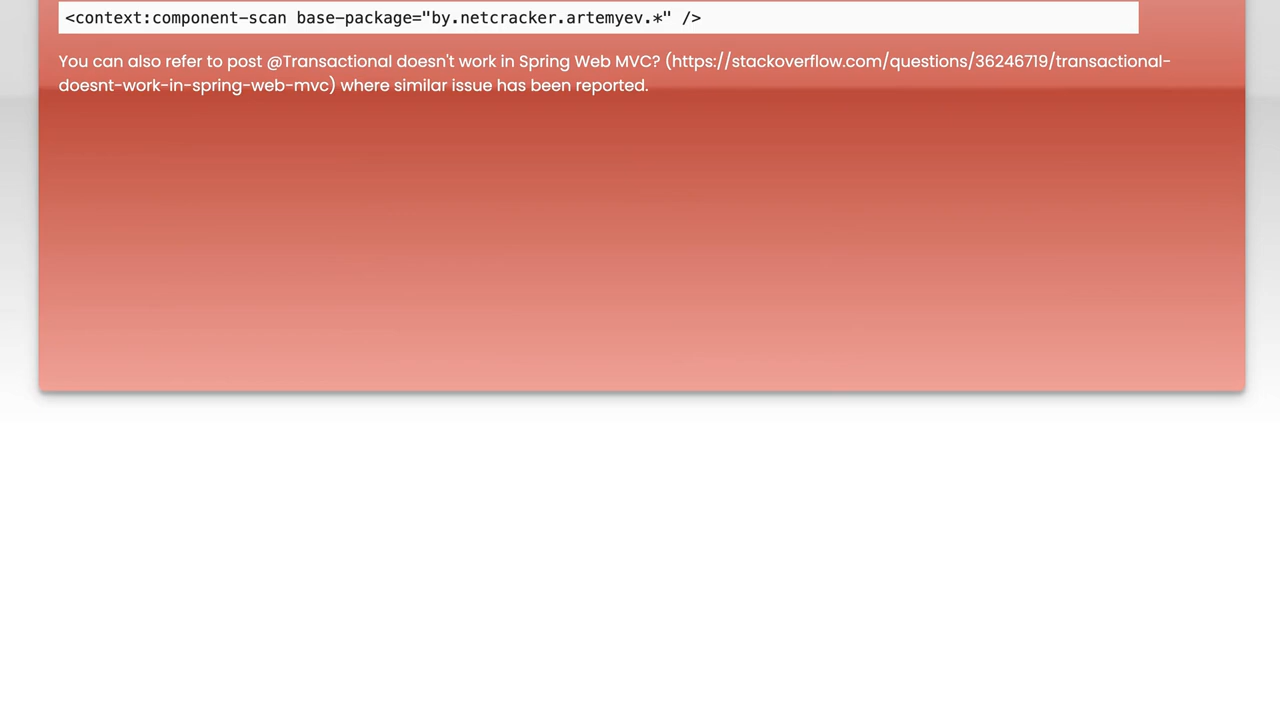 <context:component-scan base-package="by.netcracker.artemyev.*" />
You can also refer to post @Transactional doesn't work in Spring Web MVC? (https://stackoverflow.com/questions/36246719/transactional-
doesnt-work-in-spring-web-mvc) where similar issue has been reported.